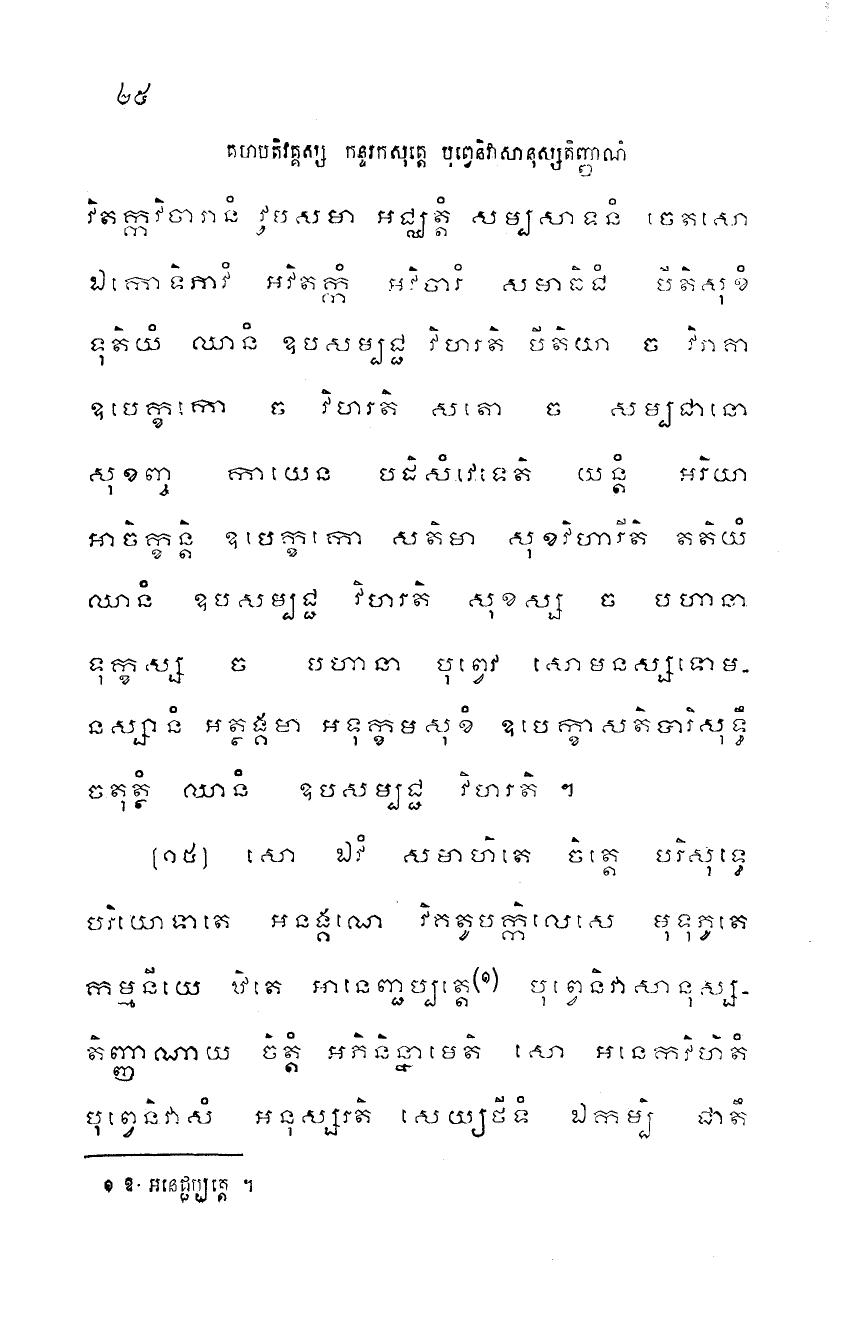 ២៥
គហបតិវគ្គស្ស កន្ទរកសុត្តេ បុព្វេនិវាសានុស្សតិញ្ញាណំ
វិតក្កវិចារានំ វូបសមា អជ្ឈត្តំ សម្បសាទនំ ចេតសោ
ឯកោទិភាវំ អវិតក្កំ អវិចារំ សមាធិជំ បីតិសុខំ
ទុតិយំ ឈានំ ឧបសម្បជ្ជ វិហរតិ បីតិយា ច វិរាគា
ឧបេក្ខកោ ច វិហរតិ សតោ ច សម្បជានោ
សុខញ្ច កាយេន បដិសំវេទេតិ យន្តំ អរិយា
អាចិក្ខន្តិ ឧបេក្ខកោ សតិមា សុខវិហារីតិ តតិយំ
ឈានំ ឧបសម្បជ្ជ វិហរតិ សុខស្ស ច បហានា
ទុក្ខស្ស ច បហានា បុព្វេវ សោមនស្សទោម-
នស្សានំ អត្ថង្គមា អទុក្ខមសុខំ ឧបេក្ខាសតិបារិសុទ្ធឹ
ចតុត្ថំ ឈានំ ឧបសម្បជ្ជ វិហរតិ ។
[១៥] សោ ឯវំ សមាហិតេ ចិត្តេ បរិសុទ្ធេ
បរិយោទាតេ អនង្គណេ វិគតូបក្កិលេសេ មុទុភូតេ
កម្មនីយេ ឋិតេ អានេញ្ជប្បត្តេ(១) បុព្វេនិវាសានុស្ស-
តិញ្ញាណាយ ចិត្តំ អភិនិន្នាមេតិ សោ អនេកវិហិតំ
បុព្វេនិវាសំ អនុស្សរតិ សេយ្យថីទំ ឯកម្បិ ជាតឹ
១ ឱ. អនេជ្ជប្បត្តេ ។